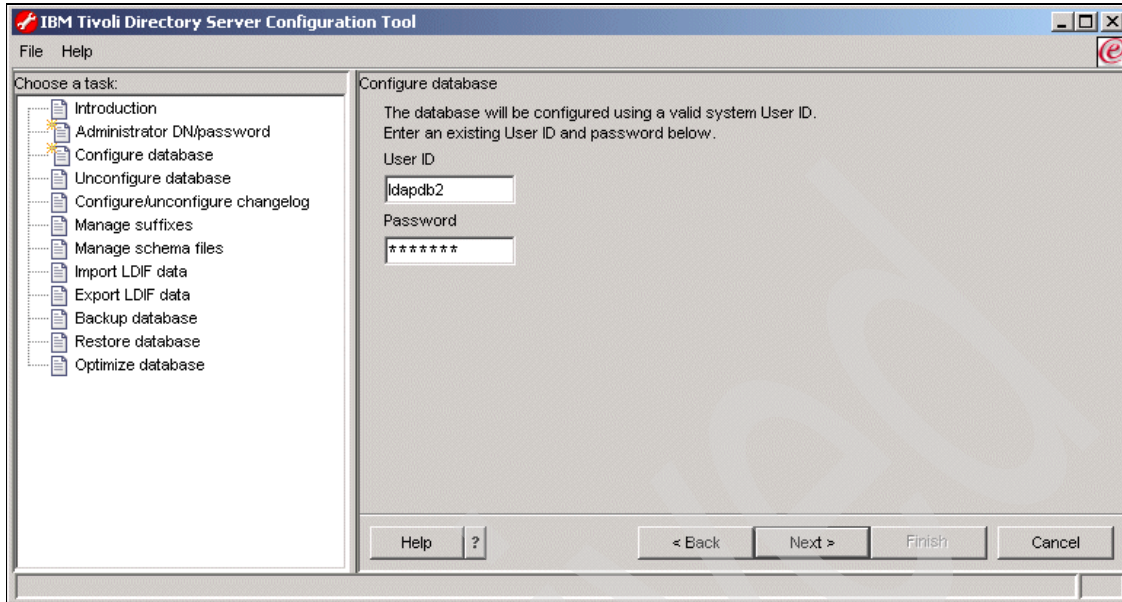 IBM Tivoli Directory Server Configuration Tool
File Help
Choose a task:
Introduction
Administrator DN/password
Configure database
Unconfigure database
Configure/unconfigure changelog
Manage suffixes
Manage schema files
Import LDIF data
Export LDIF data
Backup database
Restore database
Optimize database
Configure database
The database will be configured using a valid system User ID.
Enter an existing User ID and password below.
User ID
ldapdb2
Password
*******
Help ? < Back Next > Finish Cancel